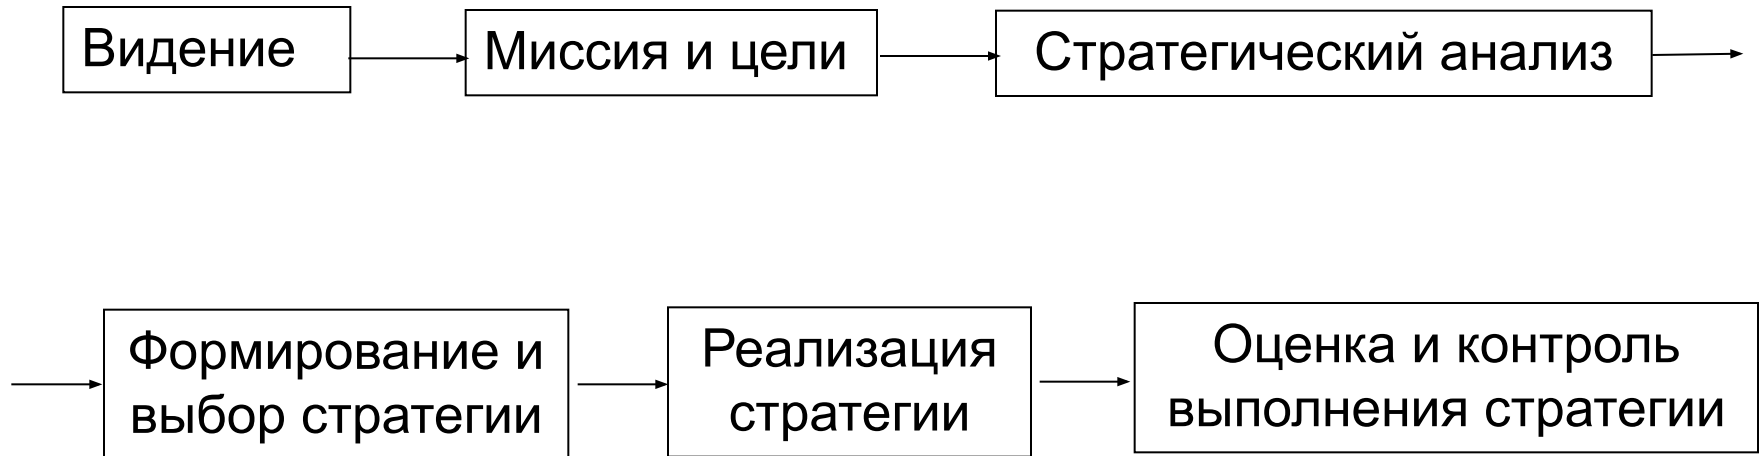 Видение
Миссия и цели
Стратегический анализ
Формирование и
выбор стратегии
Реализация
стратегии
Оценка и контроль
выполнения стратегии